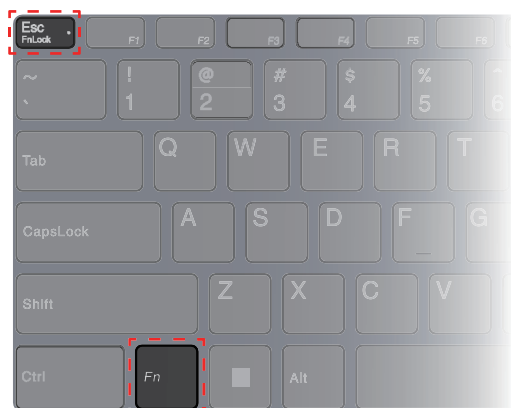 Esc
FnLock
F1 F2 F3 F4 F5 F6
~ ! @ # $ % ^
` 1 2 3 4 5 6
Tab Q W E R T
CapsLock A S D F G
Shift Z X C V
Ctrl Fn Alt